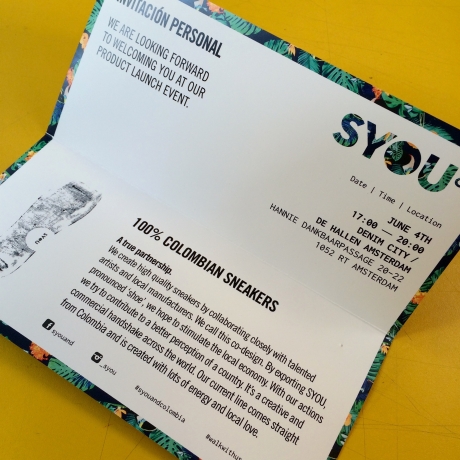 INVITACIÓN PERSONAL
WE ARE LOOKING FORWARD
TO WELCOMING YOU AT OUR
PRODUCT LAUNCH EVENT.
SYOU
Date | Time | Location
JUNE 4TH
17:00 — 20:00
DENIM CITY /
DE HALLEN AMSTERDAM
HANNIE DANKBAARPASSAGE 20-22
1052 RT AMSTERDAM
100% COLOMBIAN SNEAKERS
A true partnership.
We create high quality sneakers by collaborating closely with talented
artists and local manufacturers. We call this co-design. By exporting SYOU,
pronounced 'shoe', we hope to stimulate the local economy. With our actions
we try to contribute to a better perception of a country. It's a creative and
commercial handshake across the world. Our current line comes straight
from Colombia and is created with lots of energy and local love.
syouand
_syou
#syouandcolombia